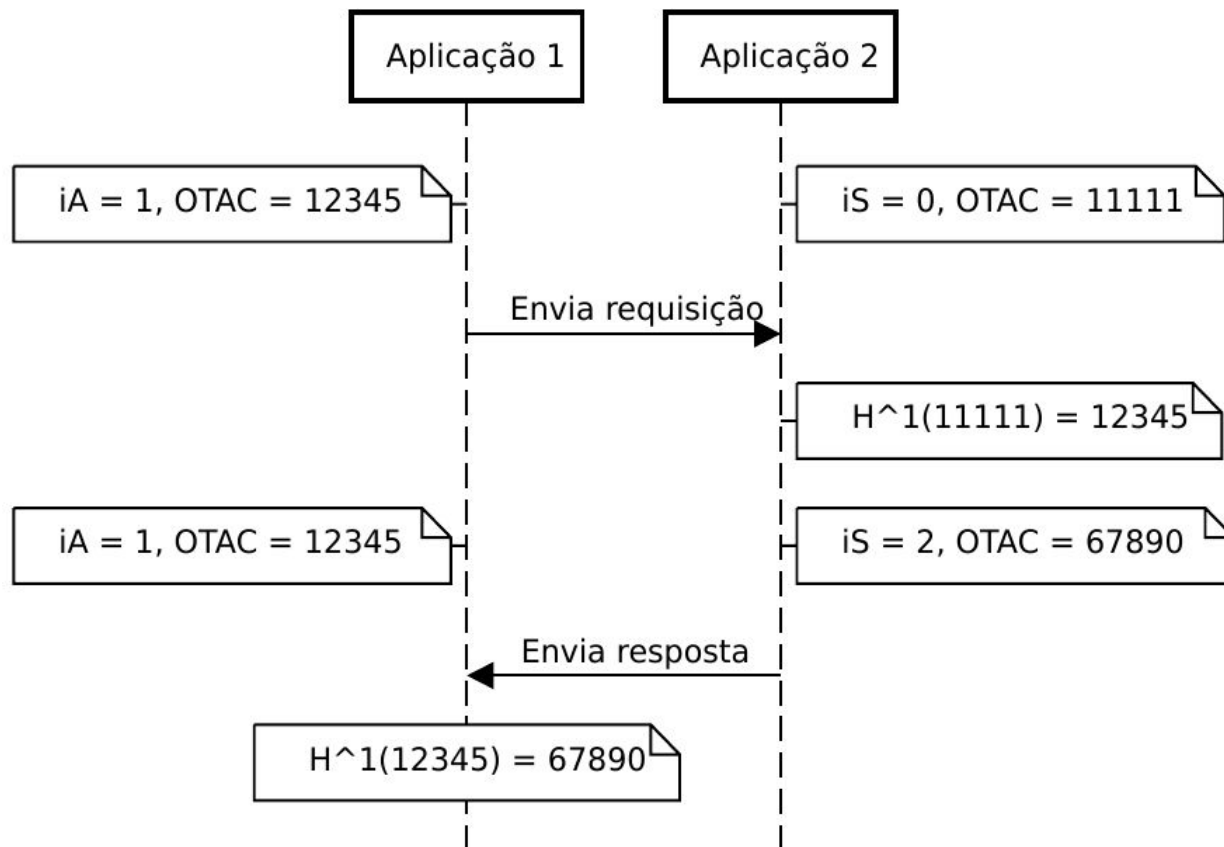 Aplicação 1
Aplicação 2
iA = 1, OTAC = 12345
iS = 0, OTAC = 11111
Envia requisição
H^1(11111) = 12345
iA = 1, OTAC = 12345
iS = 2, OTAC = 67890
Envia resposta
H^1(12345) = 67890